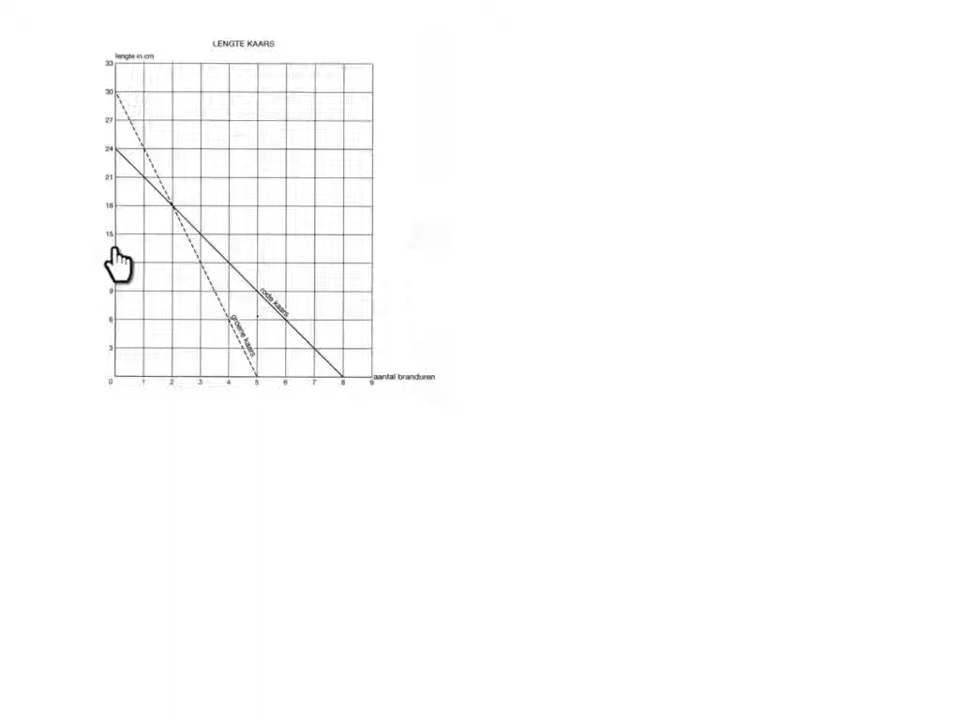 LENGTE KAARS
lengte in cm
33
30
27
24
21
18
15
9
6
3
rode kaars
groene kaars
0 1 2 3 4 5 6 7 8 9 aantal branduren